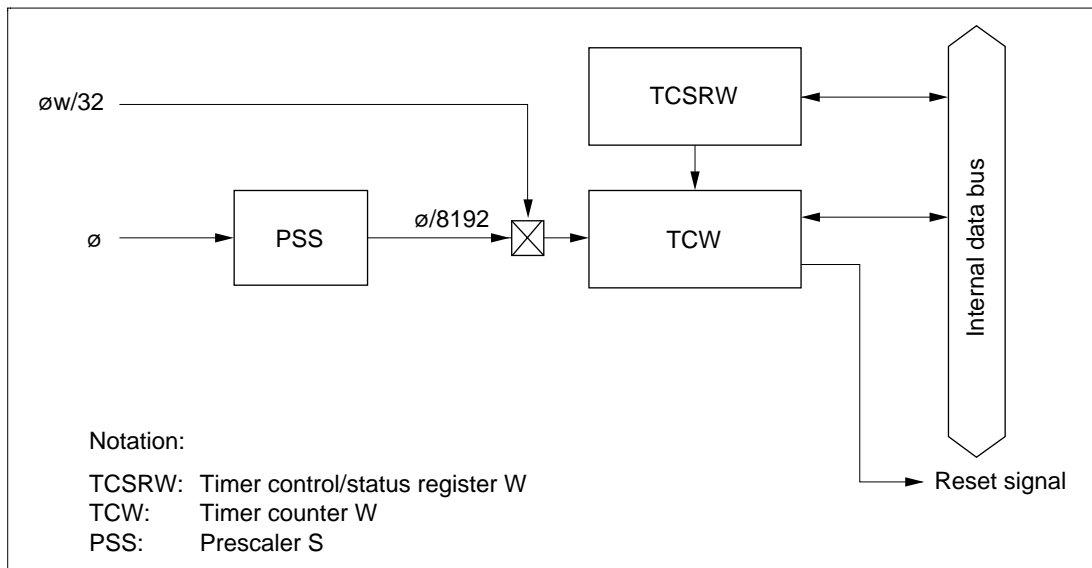 øw/32
TCSRW
ø
PSS
ø/8192
TCW
Internal data bus
Reset signal
Notation:
TCSRW: Timer control/status register W
TCW: Timer counter W
PSS: Prescaler S